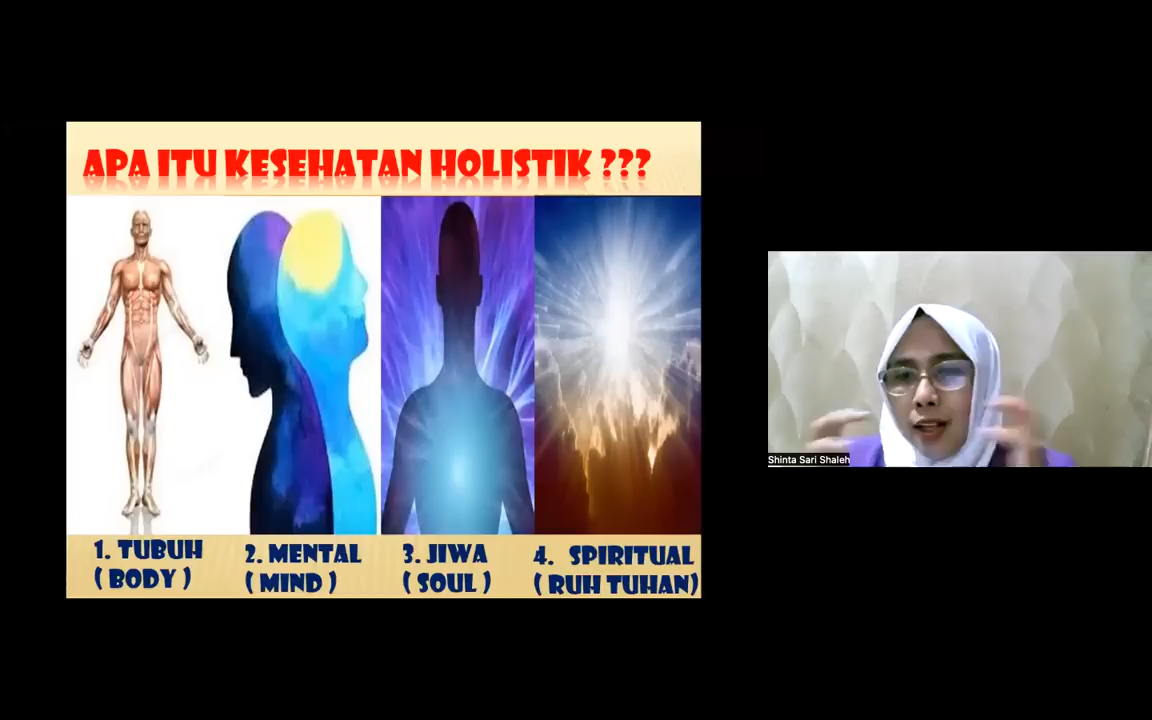 APA ITU KESEHATAN HOLISTIK ???
1. TUBUH
( BODY )
2. MENTAL
( MIND )
3. JIWA
( SOUL )
4. SPIRITUAL
( RUH TUHAN)
Shinta Sari Shaleh